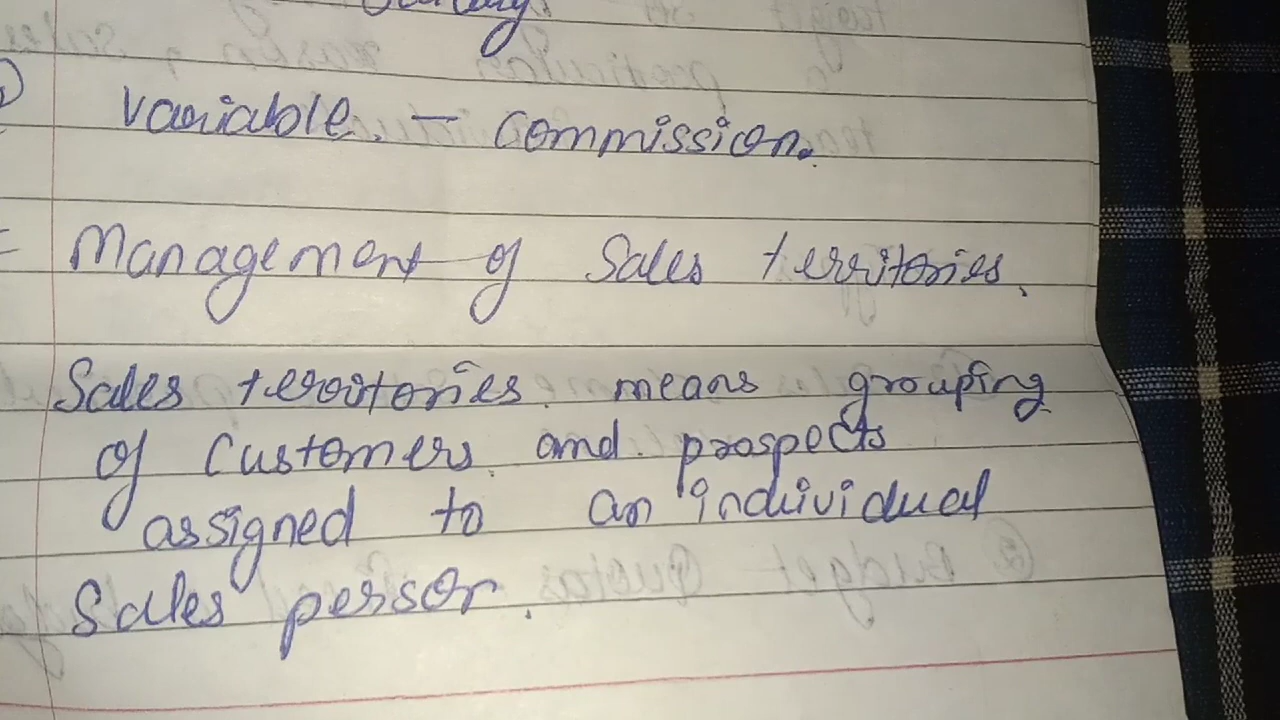 variable. - commission.
Management of Sales territories.
Sales territories means grouping
of customers and prospects
assigned to an individual
Sales person.